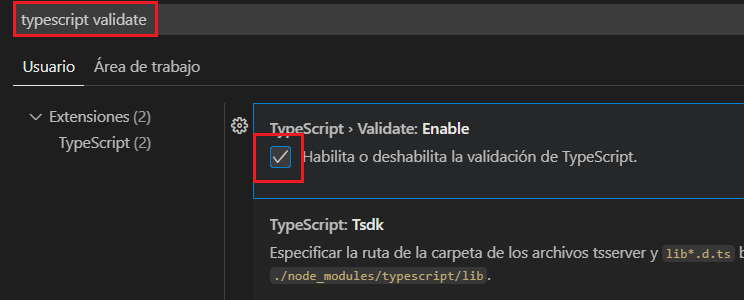 typescript validate
Usuario Área de trabajo
Extensiones (2)
TypeScript (2)
TypeScript › Validate: Enable
Habilita o deshabilita la validación de TypeScript.
TypeScript: Tsdk
Especificar la ruta de la carpeta de los archivos tsserver y lib*.d.ts
./node_modules/typescript/lib.